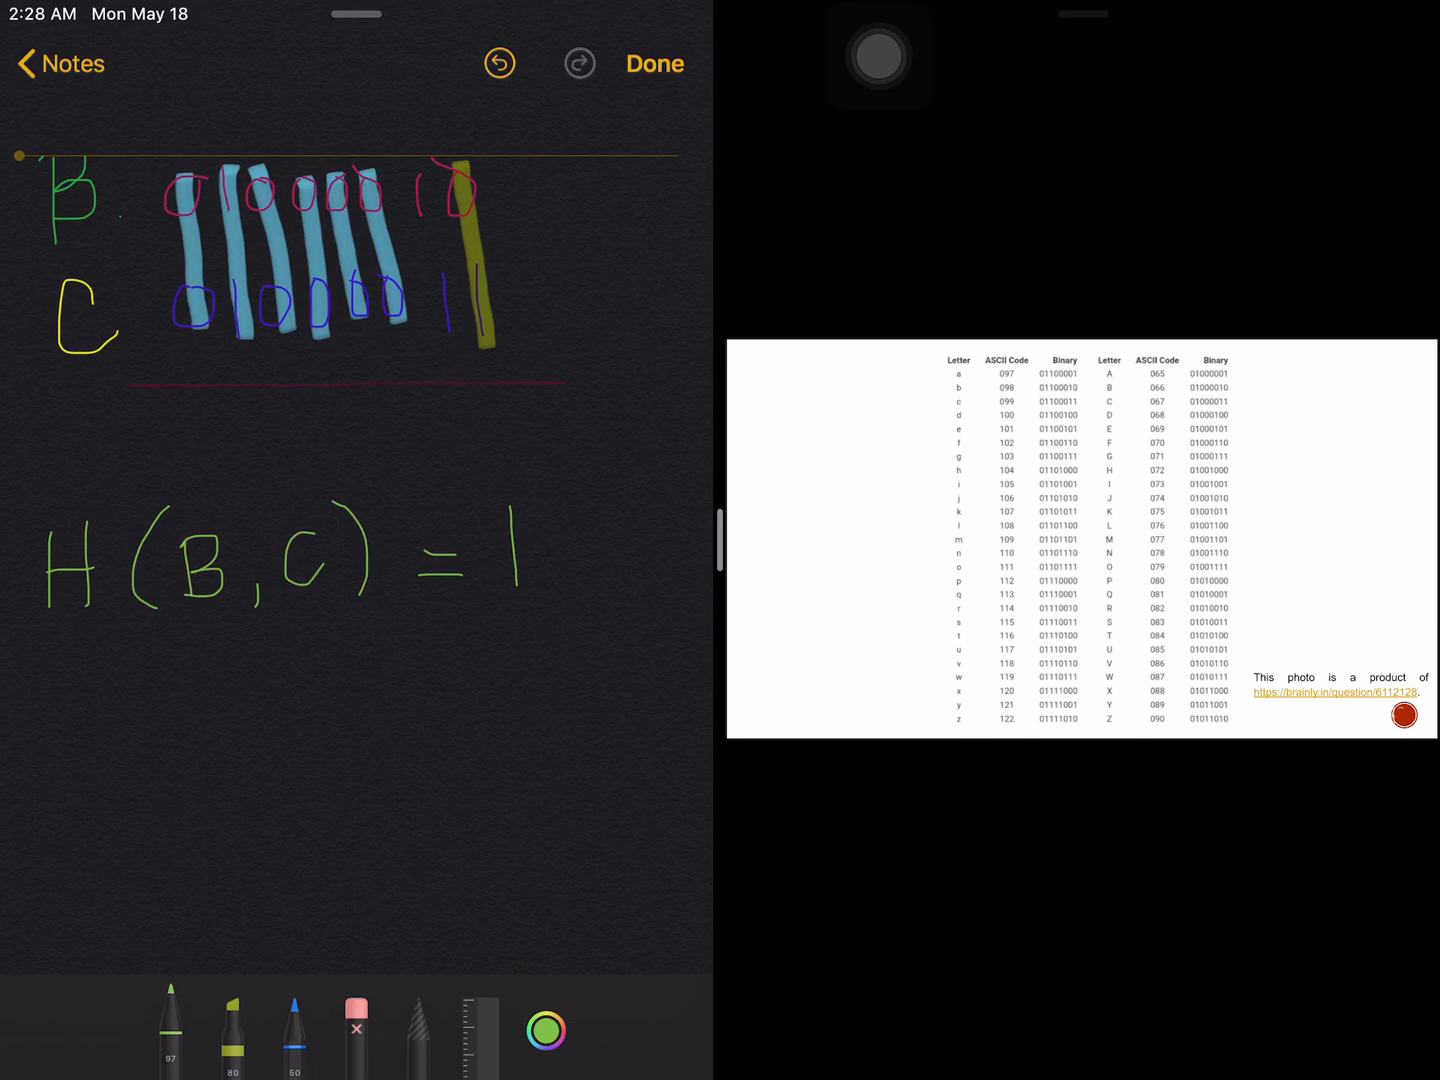 2:28 AM Mon May 18
Notes
Done
B 01000010
C 01000011
H(B,C) = 1
97
80
50
Letter ASCII Code Binary Letter ASCII Code Binary
a 097 01100001 A 065 01000001
b 098 01100010 B 066 01000010
c 099 01100011 C 067 01000011
d 100 01100100 D 068 01000100
e 101 01100101 E 069 01000101
f 102 01100110 F 070 01000110
g 103 01100111 G 071 01000111
h 104 01101000 H 072 01001000
i 105 01101001 I 073 01001001
j 106 01101010 J 074 01001010
k 107 01101011 K 075 01001011
l 108 01101100 L 076 01001100
m 109 01101101 M 077 01001101
n 110 01101110 N 078 01001110
o 111 01101111 O 079 01001111
p 112 01110000 P 080 01010000
q 113 01110001 Q 081 01010001
r 114 01110010 R 082 01010010
s 115 01110011 S 083 01010011
t 116 01110100 T 084 01010100
u 117 01110101 U 085 01010101
v 118 01110110 V 086 01010110
w 119 01110111 W 087 01010111
x 120 01111000 X 088 01011000
y 121 01111001 Y 089 01011001
z 122 01111010 Z 090 01011010
This photo is a product of
https://brainly.in/question/6112128.